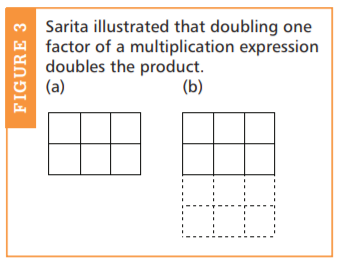 FIGURE 3
Sarita illustrated that doubling one
factor of a multiplication expression
doubles the product.
(a) (b)